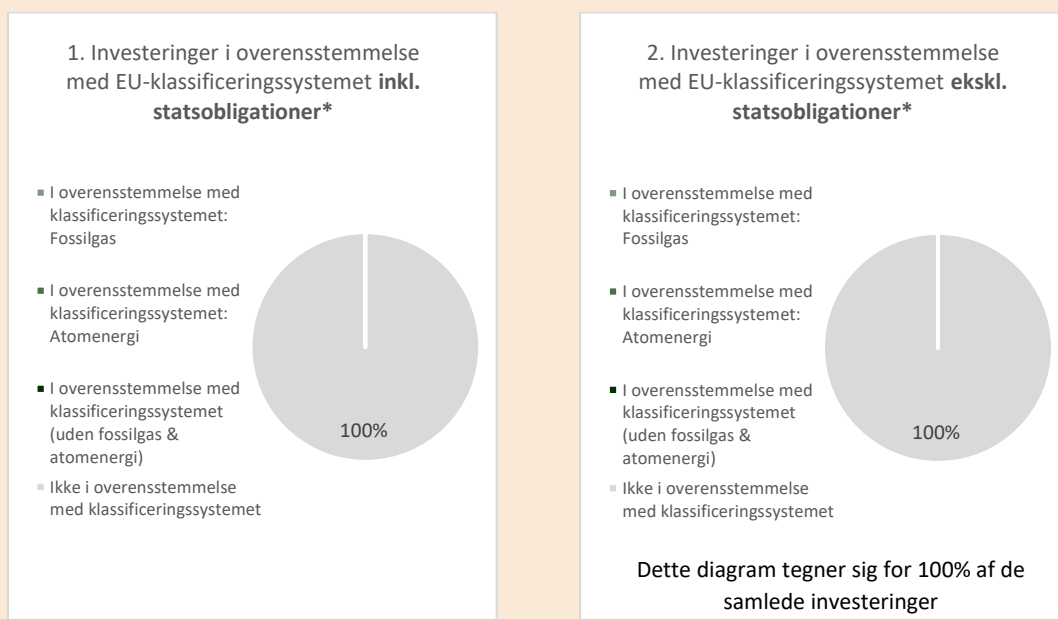 1. Investeringer i overensstemmelse
med EU-klassificeringssystemet inkl.
statsobligationer*
I overensstemmelse med
klassificeringssystemet:
Fossilgas
I overensstemmelse med
klassificeringssystemet:
Atomenergi
I overensstemmelse med
klassificeringssystemet
(uden fossilgas &
atomenergi)
Ikke i overensstemmelse
med klassificeringssystemet
100%
2. Investeringer i overensstemmelse
med EU-klassificeringssystemet ekskl.
statsobligationer*
I overensstemmelse med
klassificeringssystemet:
Fossilgas
I overensstemmelse med
klassificeringssystemet:
Atomenergi
I overensstemmelse med
klassificeringssystemet
(uden fossilgas &
atomenergi)
Ikke i overensstemmelse
med klassificeringssystemet
100%
Dette diagram tegner sig for 100% af de
samlede investeringer